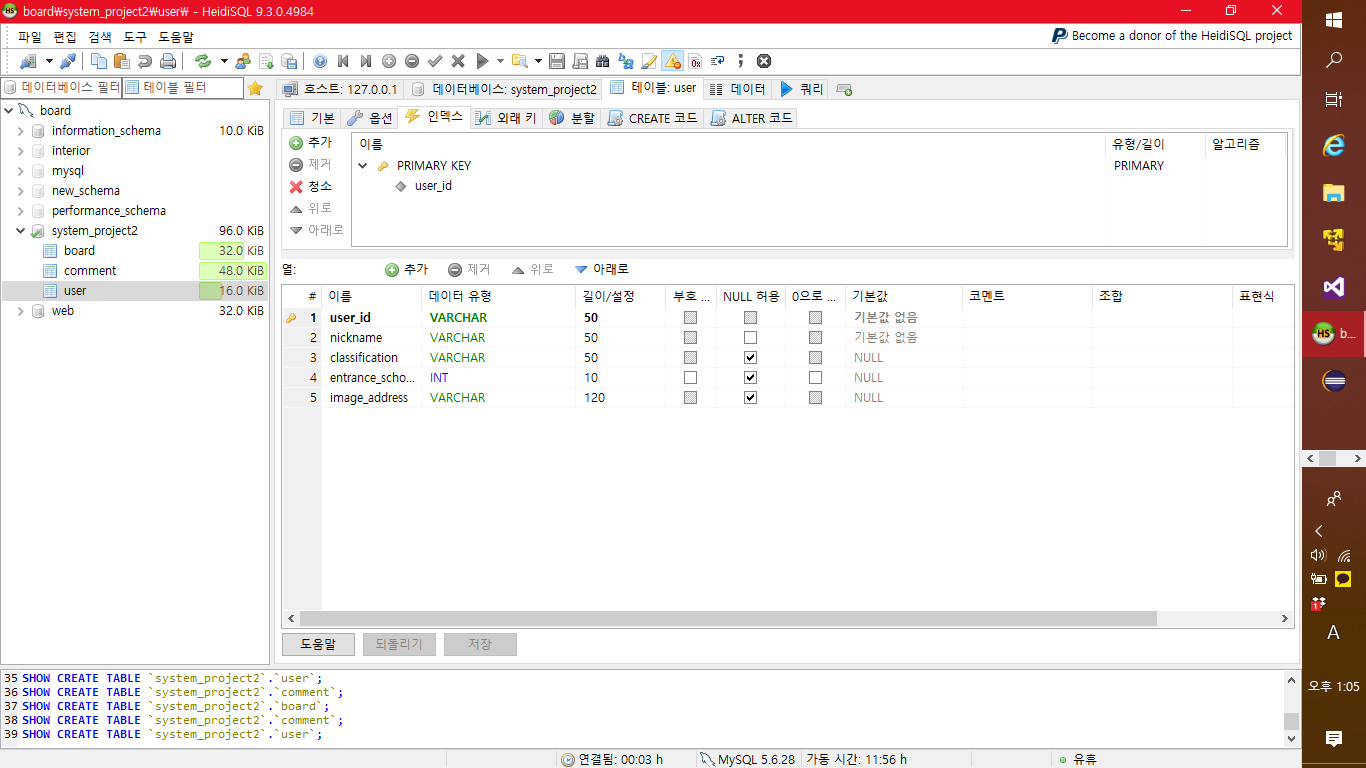 board\system_project2\user\ - HeidiSQL 9.3.0.4984
파일 편집 검색 도구 도움말
Become a donor of the HeidiSQL project
데이터베이스 필터 테이블 필터
호스트: 127.0.0.1 데이터베이스: system_project2 테이블: user 데이터 쿼리
board
information_schema 10.0 KiB
interior
mysql
new_schema
performance_schema
system_project2 96.0 KiB
board 32.0 KiB
comment 48.0 KiB
user 16.0 KiB
web 32.0 KiB
기본 옵션 인덱스 외래 키 분할 CREATE 코드 ALTER 코드
추가
제거
청소
위로
아래로
이름 유형/길이 알고리즘
PRIMARY KEY PRIMARY
user_id
열: 추가 제거 위로 아래로
# 이름 데이터 유형 길이/설정 부호 ... NULL 허용 0으로 ... 기본값 코멘트 조합 표현식
1 user_id VARCHAR 50 기본값 없음
2 nickname VARCHAR 50 기본값 없음
3 classification VARCHAR 50 NULL
4 entrance_scho... INT 10 NULL
5 image_address VARCHAR 120 NULL
도움말 되돌리기 저장
35 SHOW CREATE TABLE `system_project2`.`user`;
36 SHOW CREATE TABLE `system_project2`.`comment`;
37 SHOW CREATE TABLE `system_project2`.`board`;
38 SHOW CREATE TABLE `system_project2`.`comment`;
39 SHOW CREATE TABLE `system_project2`.`user`;
연결됨: 00:03 h MySQL 5.6.28 가동 시간: 11:56 h 유휴
HS b...
1
A
오후 1:05